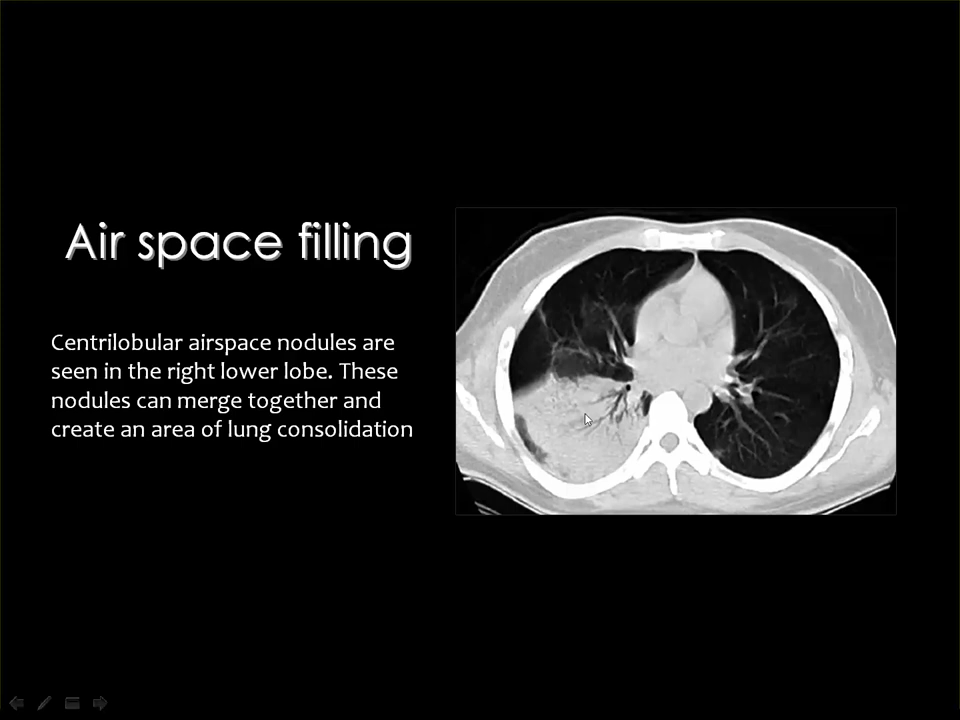 Air space filling
Centrilobular airspace nodules are
seen in the right lower lobe. These
nodules can merge together and
create an area of lung consolidation